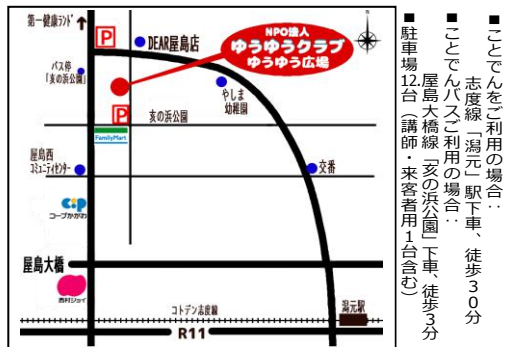 第一健康ランド
P
DEAR屋島店
NPO法人
ゆうゆうクラブ
ゆうゆう広場
バス停
「亥の浜公園」
やしま
幼稚園
P
亥の浜公園
FamilyMart
屋島西
コミュニティセンター
交番
コープかがわ
屋島大橋
西村ジョイ
コトデン志度線
潟元駅
R11
■ことでんをご利用の場合：
志度線「潟元」駅下車、徒歩30分
■ことでんバスご利用の場合：
屋島大橋線「亥の浜公園」下車、徒歩3分
■駐車場12台（講師・来客者用1台含む）